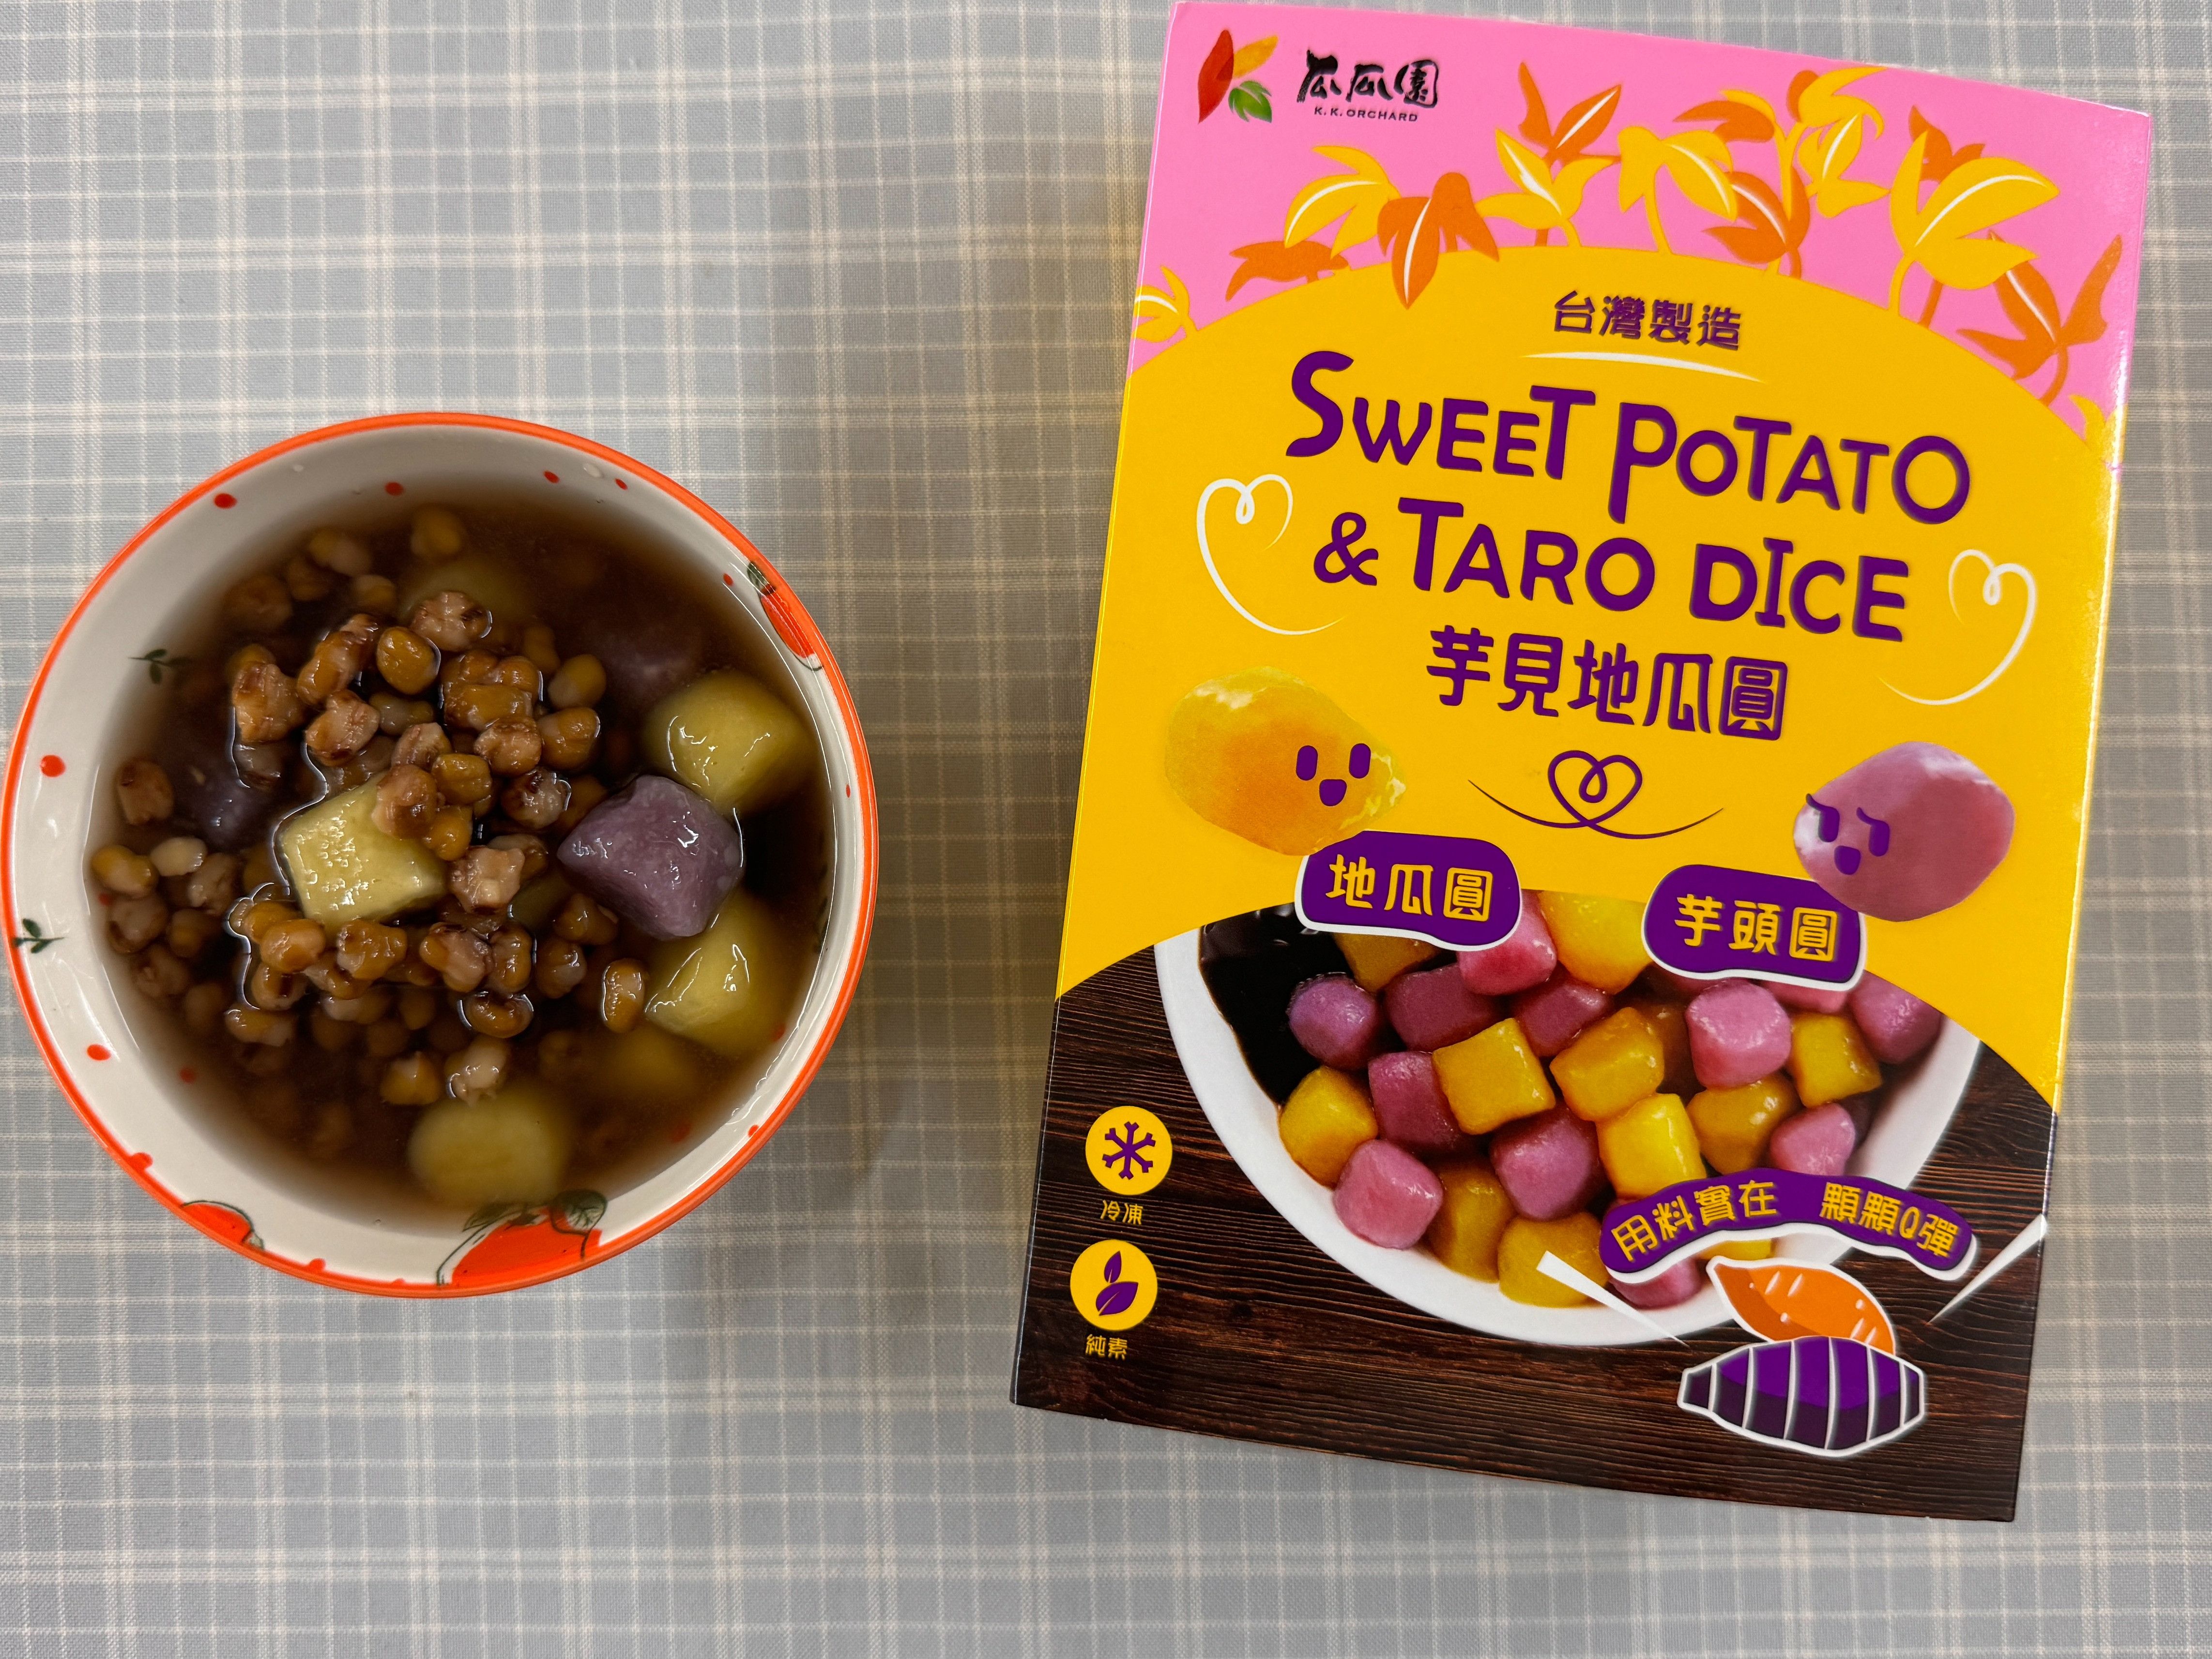 瓜瓜園
K.K. ORCHARD
台灣製造
SWEET POTATO
& TARO DICE
芋見地瓜圓
地瓜圓
芋頭圓
用料實在 顆顆Q彈
冷凍
純素